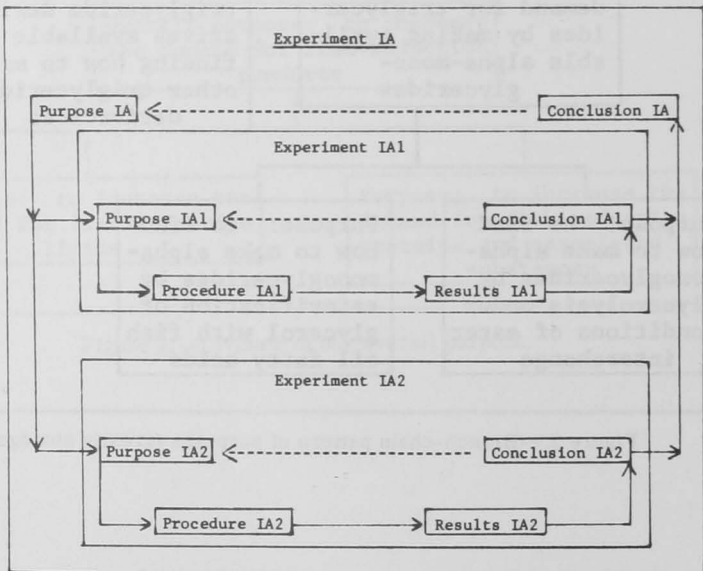 Experiment IA
Purpose IA
Conclusion IA
Experiment IA1
Purpose IA1
Conclusion IA1
Procedure IA1
Results IA1
Experiment IA2
Purpose IA2
Conclusion IA2
Procedure IA2
Results IA2